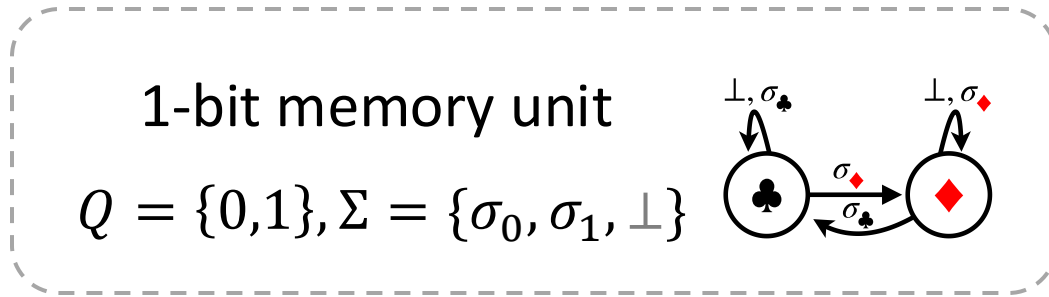 1-bit memory unit
Q = {0,1}, Σ = {σ₀, σ₁, ⊥}
⊥, σ♣
⊥, σ♦
♣
σ♦
σ♣
♦